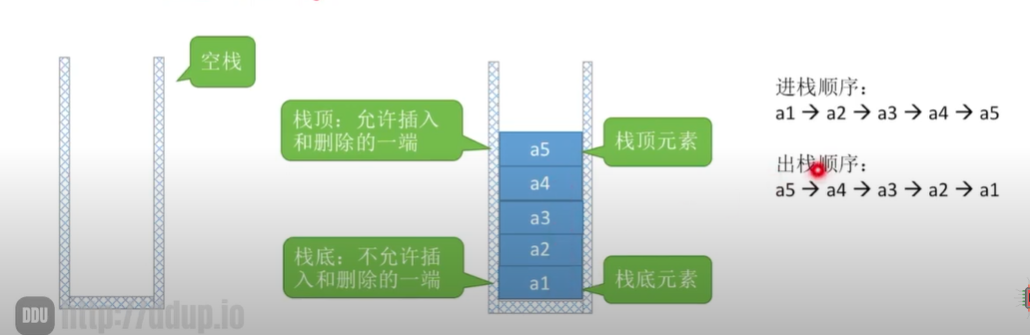 空栈
栈顶：允许插入
和删除的一端
栈顶元素
a5
a4
a3
a2
a1
栈底：不允许插
入和删除的一端
栈底元素
进栈顺序：
a1 → a2 → a3 → a4 → a5
出栈顺序：
a5 → a4 → a3 → a2 → a1
DDU http://ddup.io